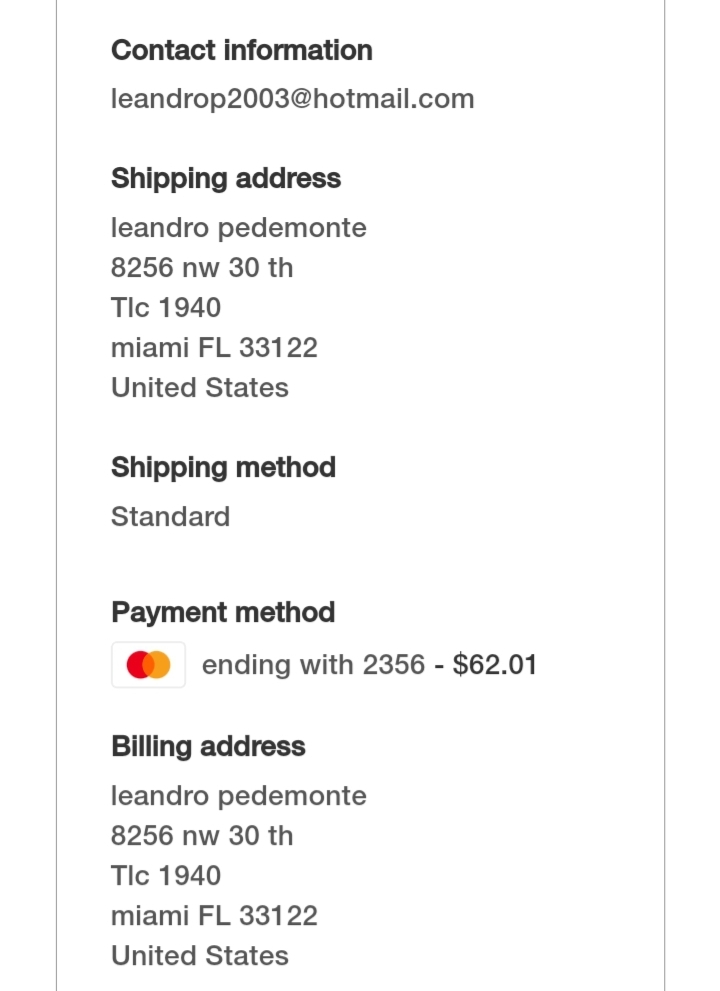 Contact information
leandrop2003@hotmail.com
Shipping address
leandro pedemonte
8256 nw 30 th
Tlc 1940
miami FL 33122
United States
Shipping method
Standard
Payment method
ending with 2356 - $62.01
Billing address
leandro pedemonte
8256 nw 30 th
Tlc 1940
miami FL 33122
United States